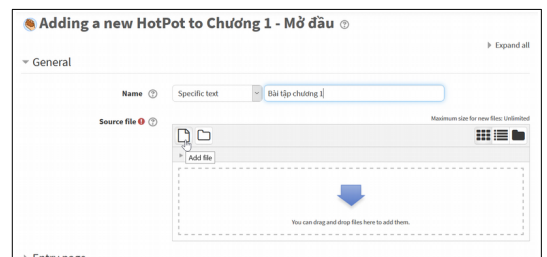 Adding a new HotPot to Chương 1 - Mở đầu
Expand all
General
Name
Specific text
Bài tập chương 1
Source file
Maximum size for new files: Unlimited
Add file
You can drag and drop files here to add them.
Entry page